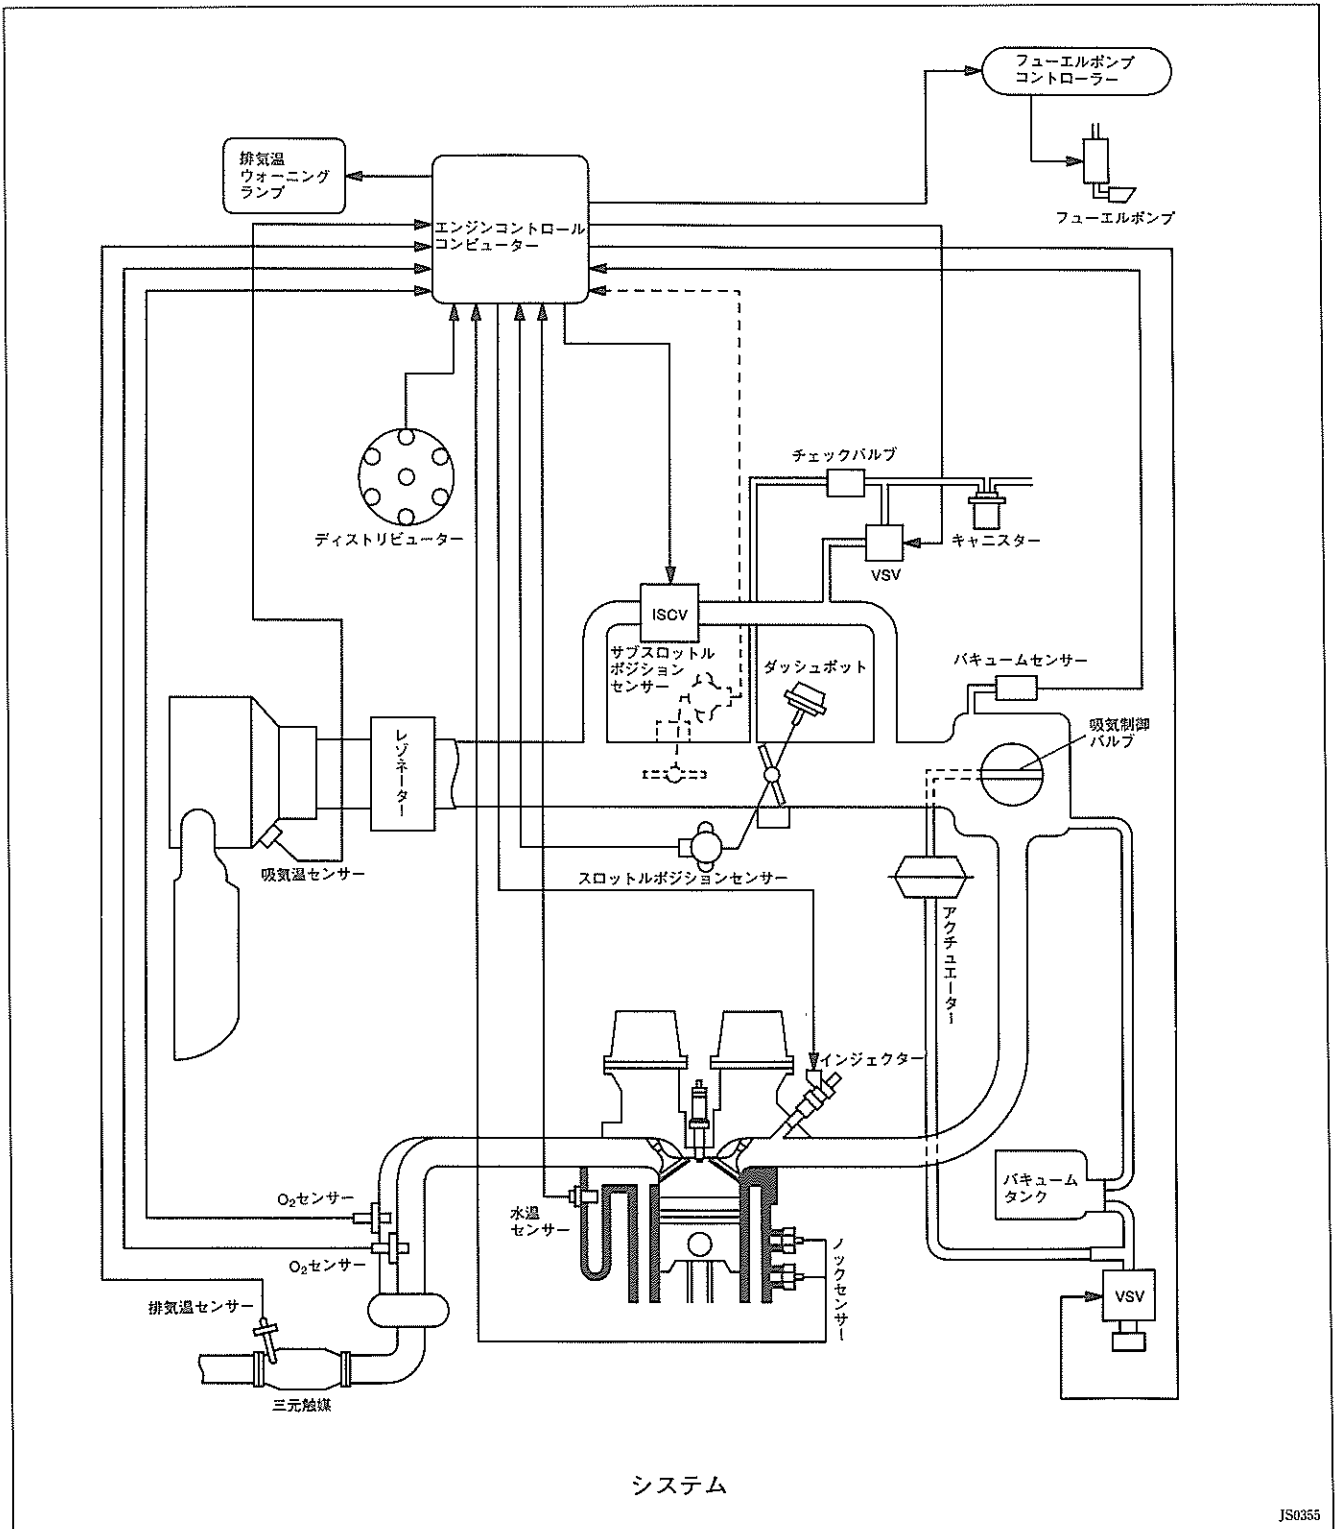 フューエルポンプ
コントローラー
排気温
ウォーニング
ランプ
フューエルポンプ
エンジンコントロール
コンピューター
チェックバルブ
ディストリビューター
キャニスター
VSV
ISCV
サブスロットル
ポジション
センサー
ダッシュポット
バキュームセンサー
吸気制御
バルブ
レゾネーター
吸気温センサー
スロットルポジションセンサー
アクチュエーター
インジェクター
O₂センサー
水温
センサー
バキューム
タンク
O₂センサー
ノックセンサー
排気温センサー
VSV
三元触媒
システム
JS0355